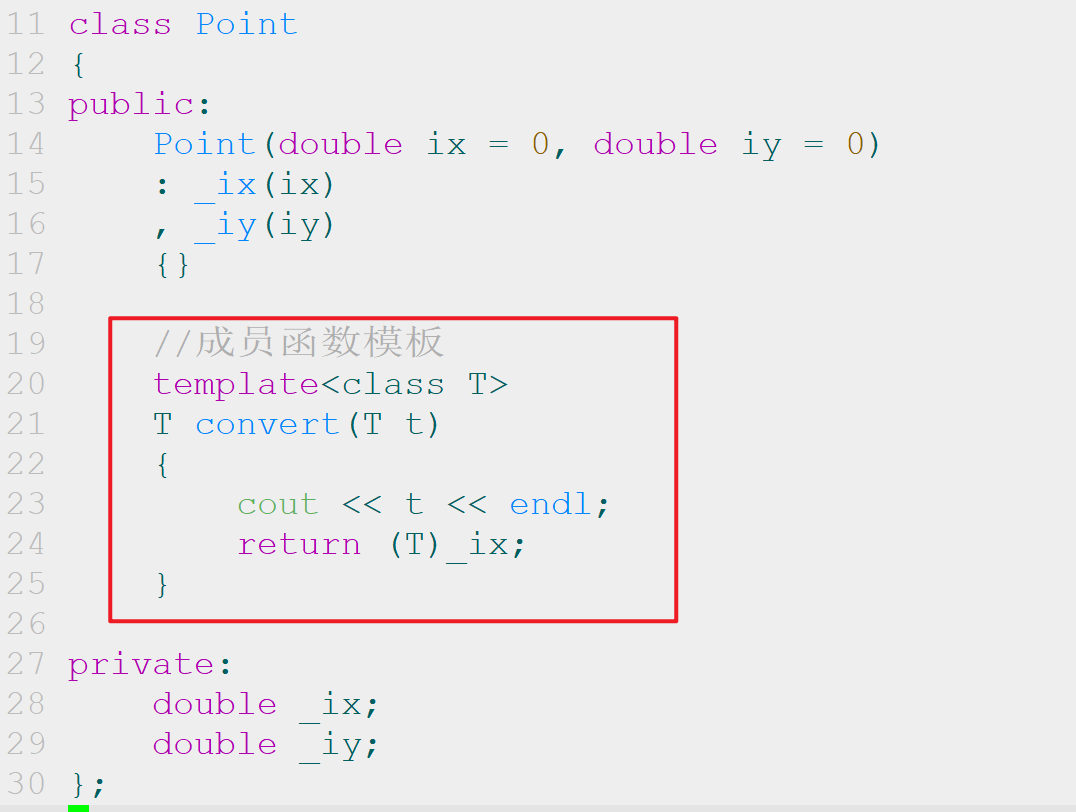 11 class Point
12 {
13 public:
14     Point(double ix = 0, double iy = 0)
15     : _ix(ix)
16     , _iy(iy)
17     {}
18
19     //成员函数模板
20     template<class T>
21     T convert(T t)
22     {
23         cout << t << endl;
24         return (T)_ix;
25     }
26
27 private:
28     double _ix;
29     double _iy;
30 };